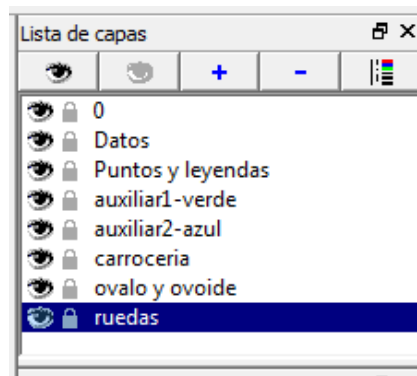 Lista de capas
0
Datos
Puntos y leyendas
auxiliar1-verde
auxiliar2-azul
carroceria
ovalo y ovoide
ruedas